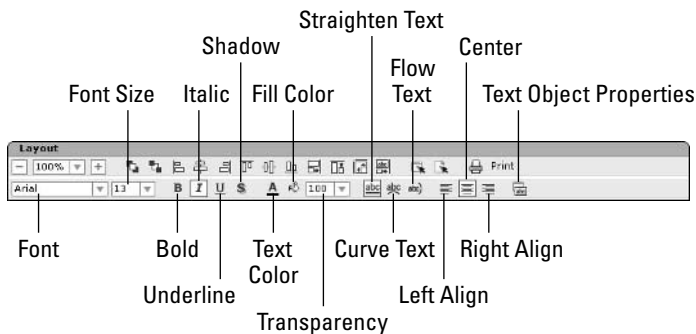 Straighten Text
Shadow
Center
Flow
Text
Font Size
Italic
Fill Color
Text Object Properties
Layout
100%
Print
Arial
13
B I U S A 100 abc abc abc
Font
Bold
Text
Color
Curve Text
Right Align
Underline
Left Align
Transparency